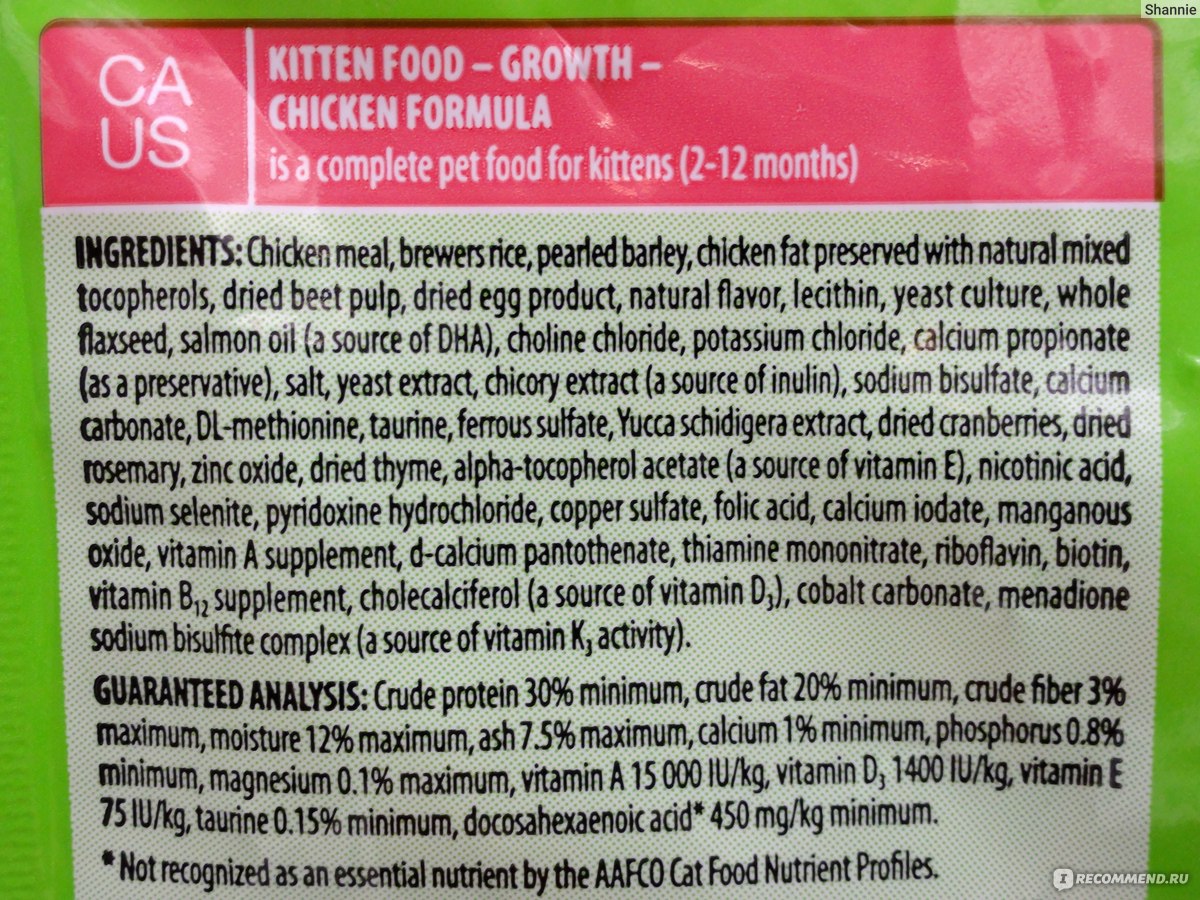 Shannie
CA
US
KITTEN FOOD – GROWTH –
CHICKEN FORMULA
is a complete pet food for kittens (2-12 months)
INGREDIENTS: Chicken meal, brewers rice, pearled barley, chicken fat preserved with natural mixed
tocopherols, dried beet pulp, dried egg product, natural flavor, lecithin, yeast culture, whole
flaxseed, salmon oil (a source of DHA), choline chloride, potassium chloride, calcium propionate
(as a preservative), salt, yeast extract, chicory extract (a source of inulin), sodium bisulfate, calcium
carbonate, DL-methionine, taurine, ferrous sulfate, Yucca schidigera extract, dried cranberries, dried
rosemary, zinc oxide, dried thyme, alpha-tocopherol acetate (a source of vitamin E), nicotinic acid,
sodium selenite, pyridoxine hydrochloride, copper sulfate, folic acid, calcium iodate, manganous
oxide, vitamin A supplement, d-calcium pantothenate, thiamine mononitrate, riboflavin, biotin,
vitamin B₁₂ supplement, cholecalciferol (a source of vitamin D₃), cobalt carbonate, menadione
sodium bisulfite complex (a source of vitamin K₃ activity).
GUARANTEED ANALYSIS: Crude protein 30% minimum, crude fat 20% minimum, crude fiber 3%
maximum, moisture 12% maximum, ash 7.5% maximum, calcium 1% minimum, phosphorus 0.8%
minimum, magnesium 0.1% maximum, vitamin A 15 000 IU/kg, vitamin D₃ 1400 IU/kg, vitamin E
75 IU/kg, taurine 0.15% minimum, docosahexaenoic acid* 450 mg/kg minimum.
* Not recognized as an essential nutrient by the AAFCO Cat Food Nutrient Profiles.
I RECOMMEND.RU